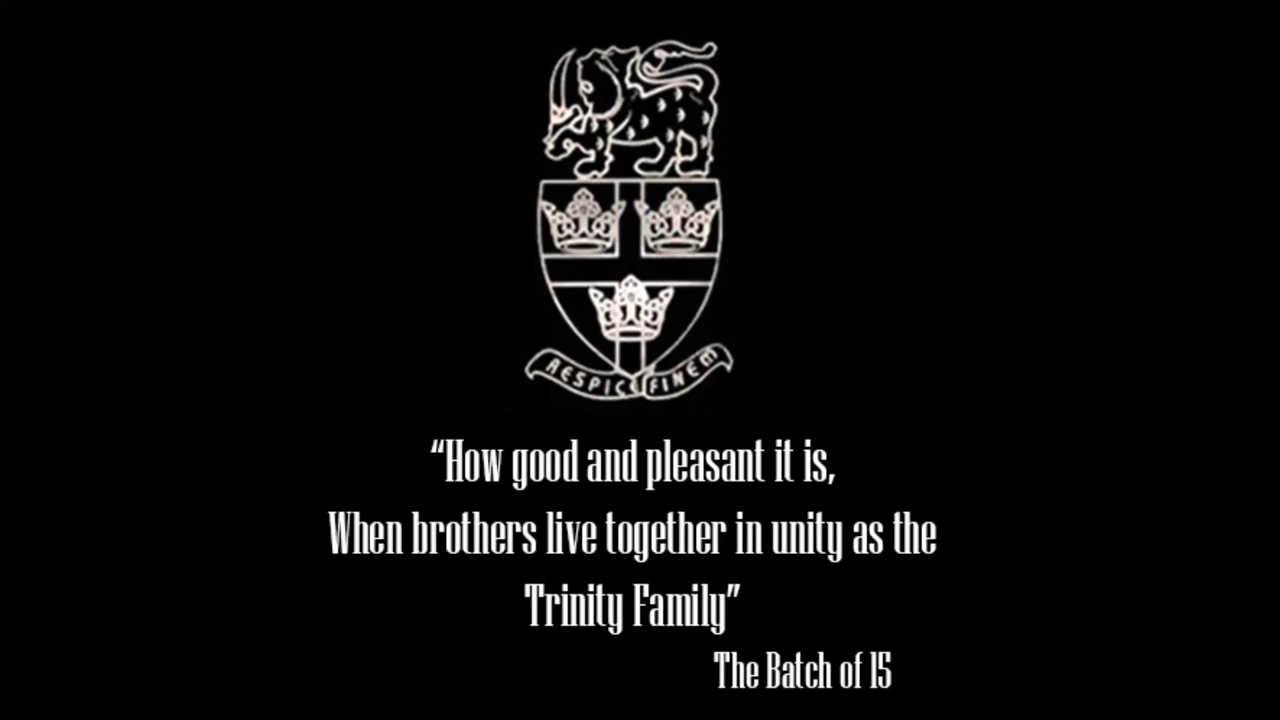 RESPICE FINEM
“How good and pleasant it is,
When brothers live together in unity as the
Trinity Family”
The Batch of 15